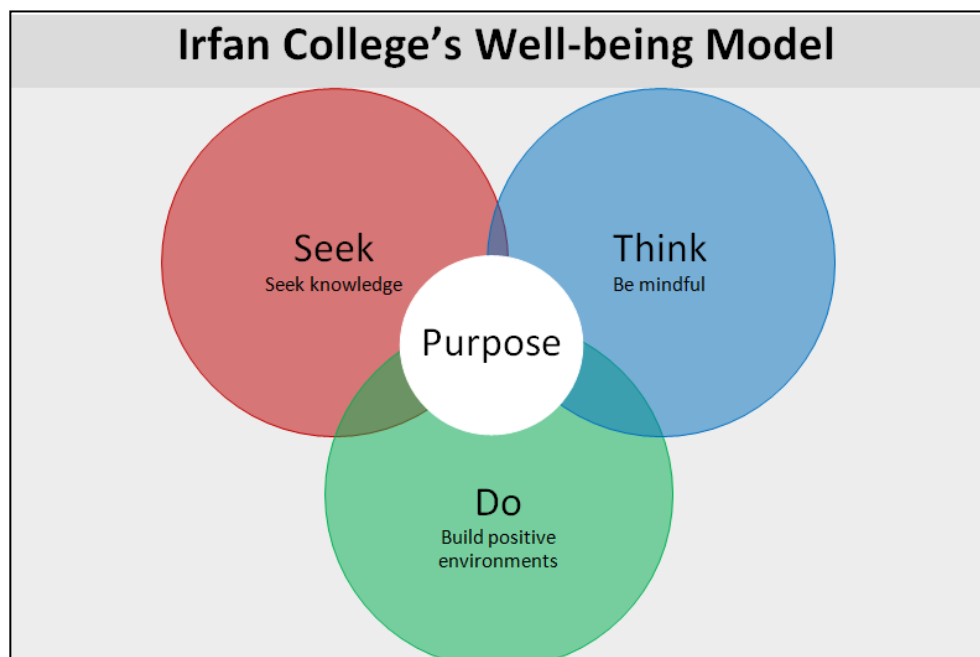 Irfan College’s Well-being Model
Seek
Seek knowledge
Think
Be mindful
Purpose
Do
Build positive
environments